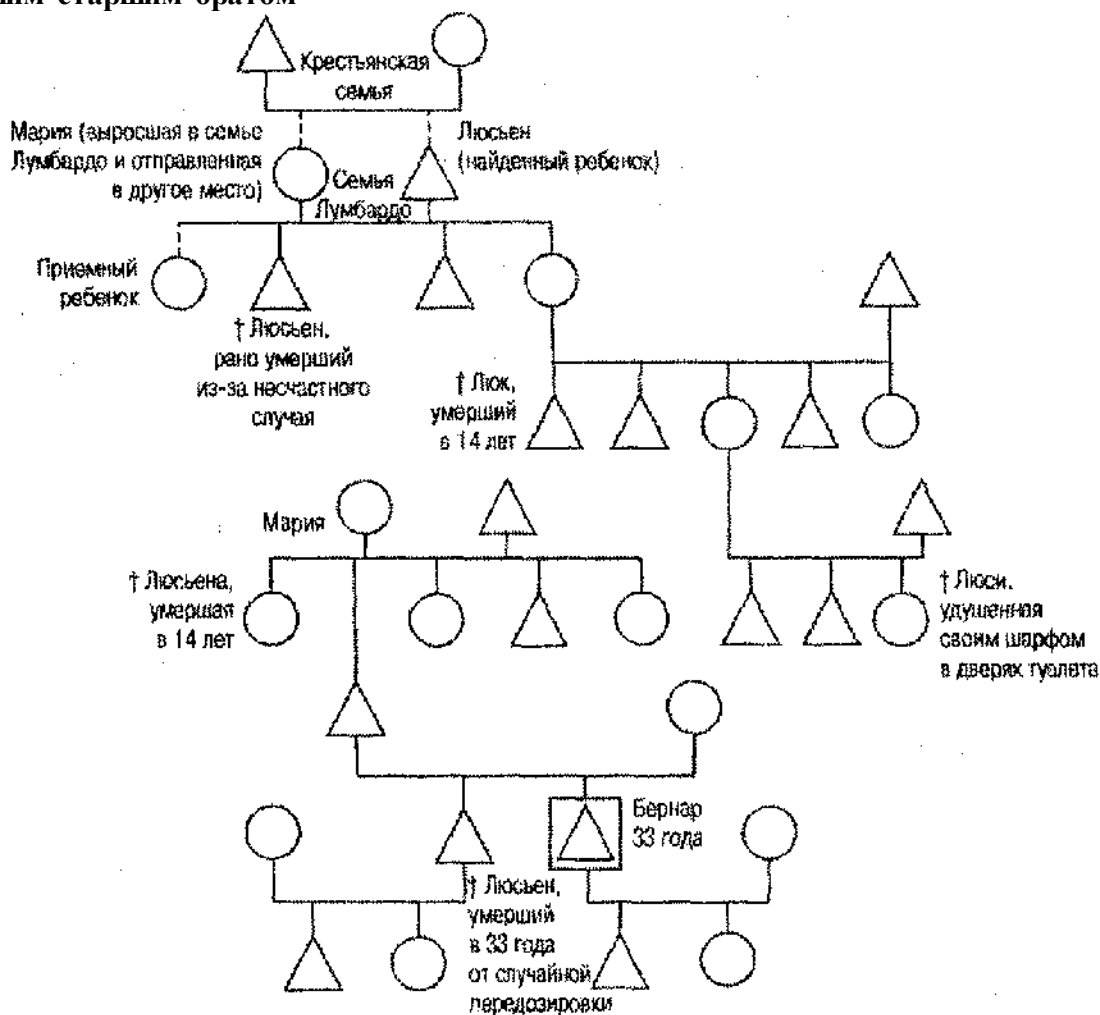 старшим братом
Крестьянская
семья
Мария (выросшая в семье
Лумбардо и отправленная
в другое место)
Люсьен
(найденный ребенок)
Семья
Лумбардо
Приемный
ребенок
† Люсьен,
рано умерший
из-за несчастного
случая
† Люк,
умерший
в 14 лет
Мария
† Люсьена,
умершая
в 14 лет
† Люси,
удушенная
своим шарфом
в дверях туалета
Бернар
33 года
† Люсьен,
умерший
в 33 года
от случайной
передозировки